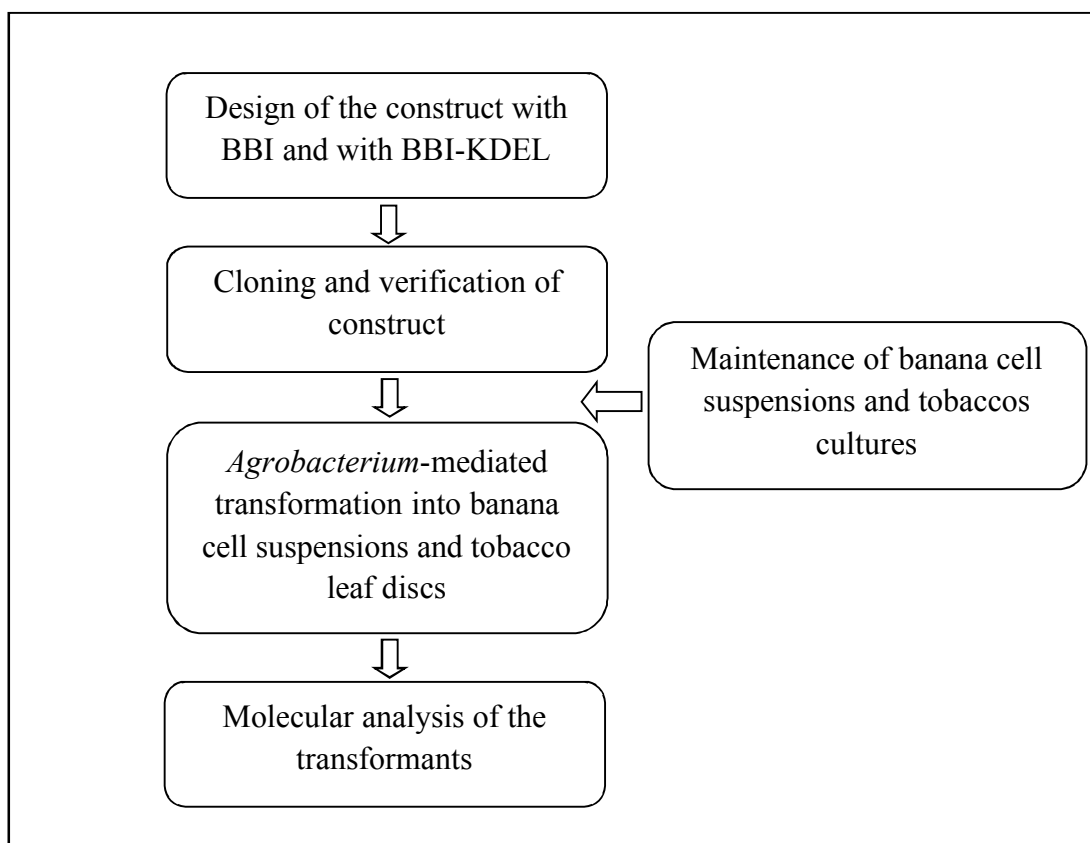 Design of the construct with
BBI and with BBI-KDEL
Cloning and verification of
construct
Maintenance of banana cell
suspensions and tobaccos
cultures
Agrobacterium-mediated
transformation into banana
cell suspensions and tobacco
leaf discs
Molecular analysis of the
transformants